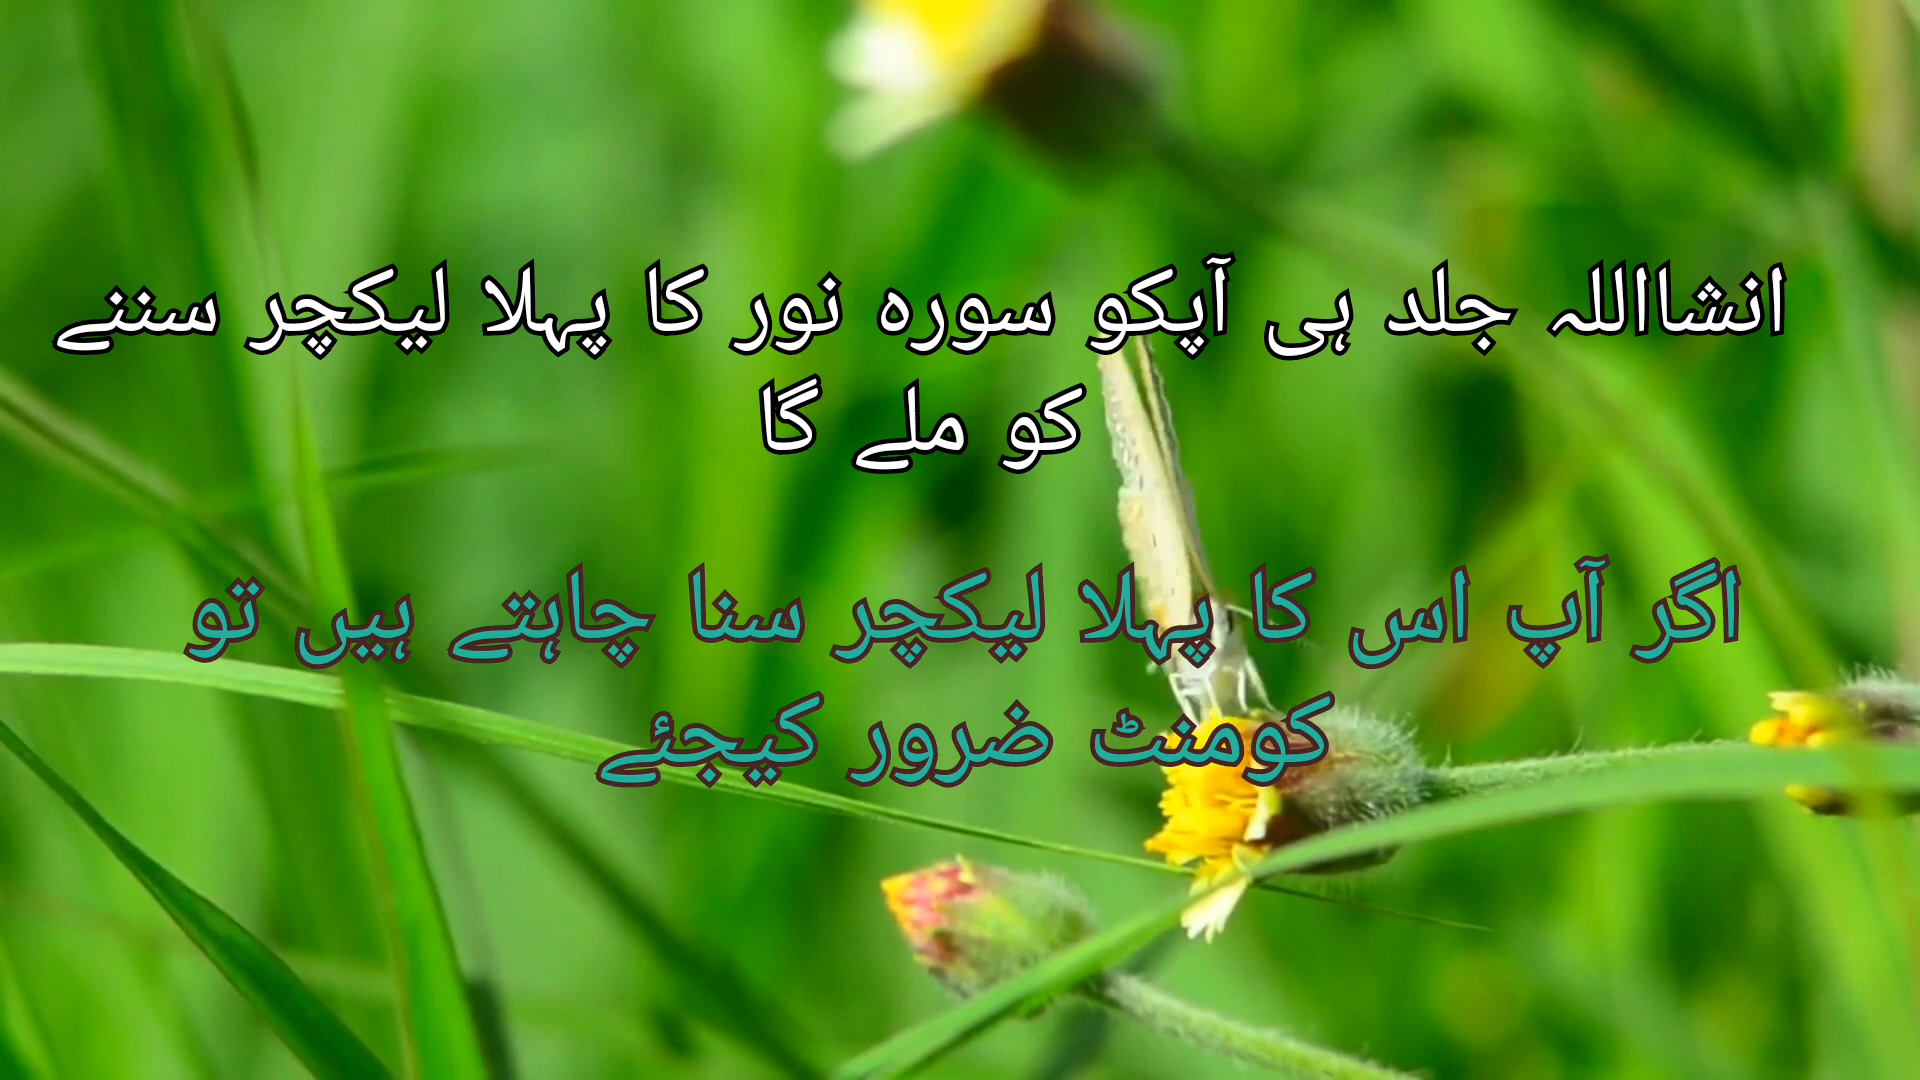 انشااللہ جلد ہی آپکو سورہ نور کا پہلا لیکچر سننے
کو ملے گا
اگر آپ اس کا پہلا لیکچر سنا چاہتے ہیں تو
کومنٹ ضرور کیجئے